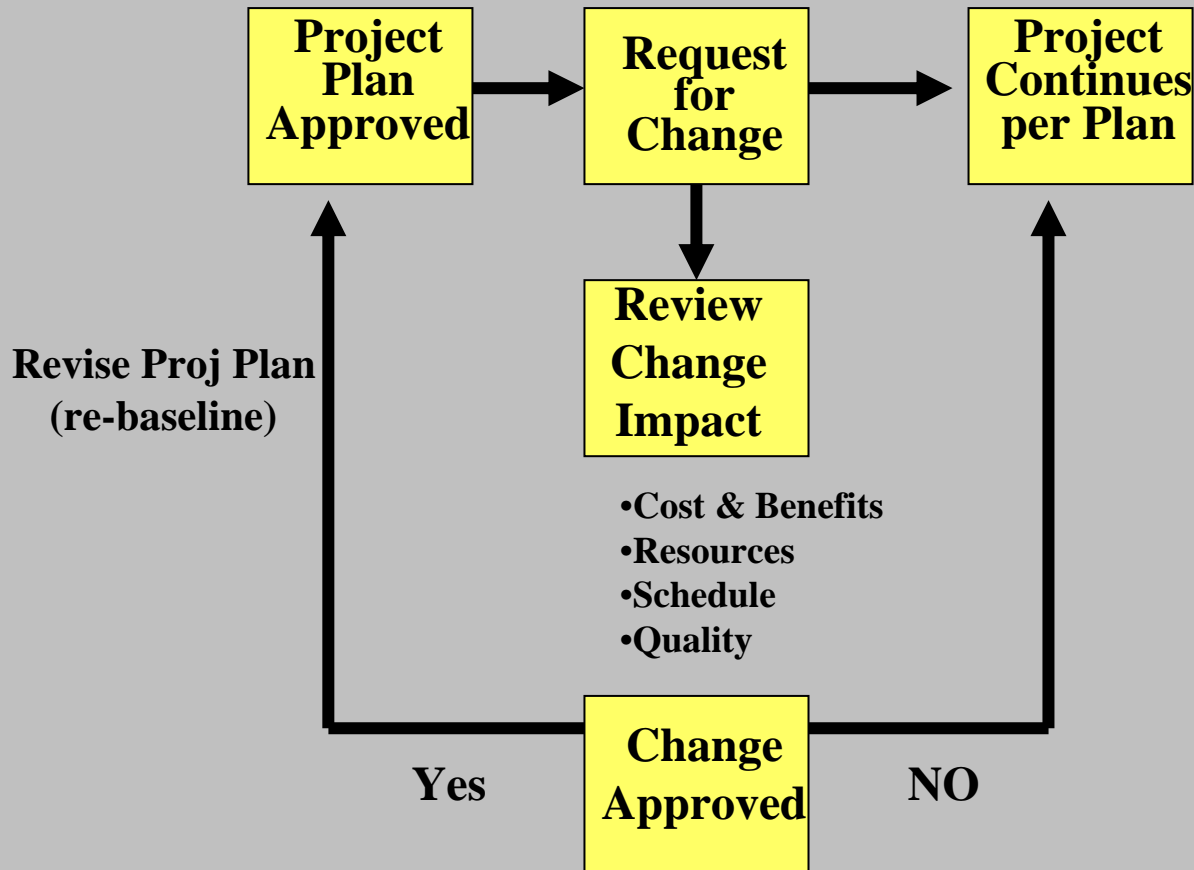 Project
Plan
Approved
Request
for
Change
Project
Continues
per Plan
Review
Change
Impact
Revise Proj Plan
(re-baseline)
•Cost & Benefits
•Resources
•Schedule
•Quality
Change
Approved
Yes
NO